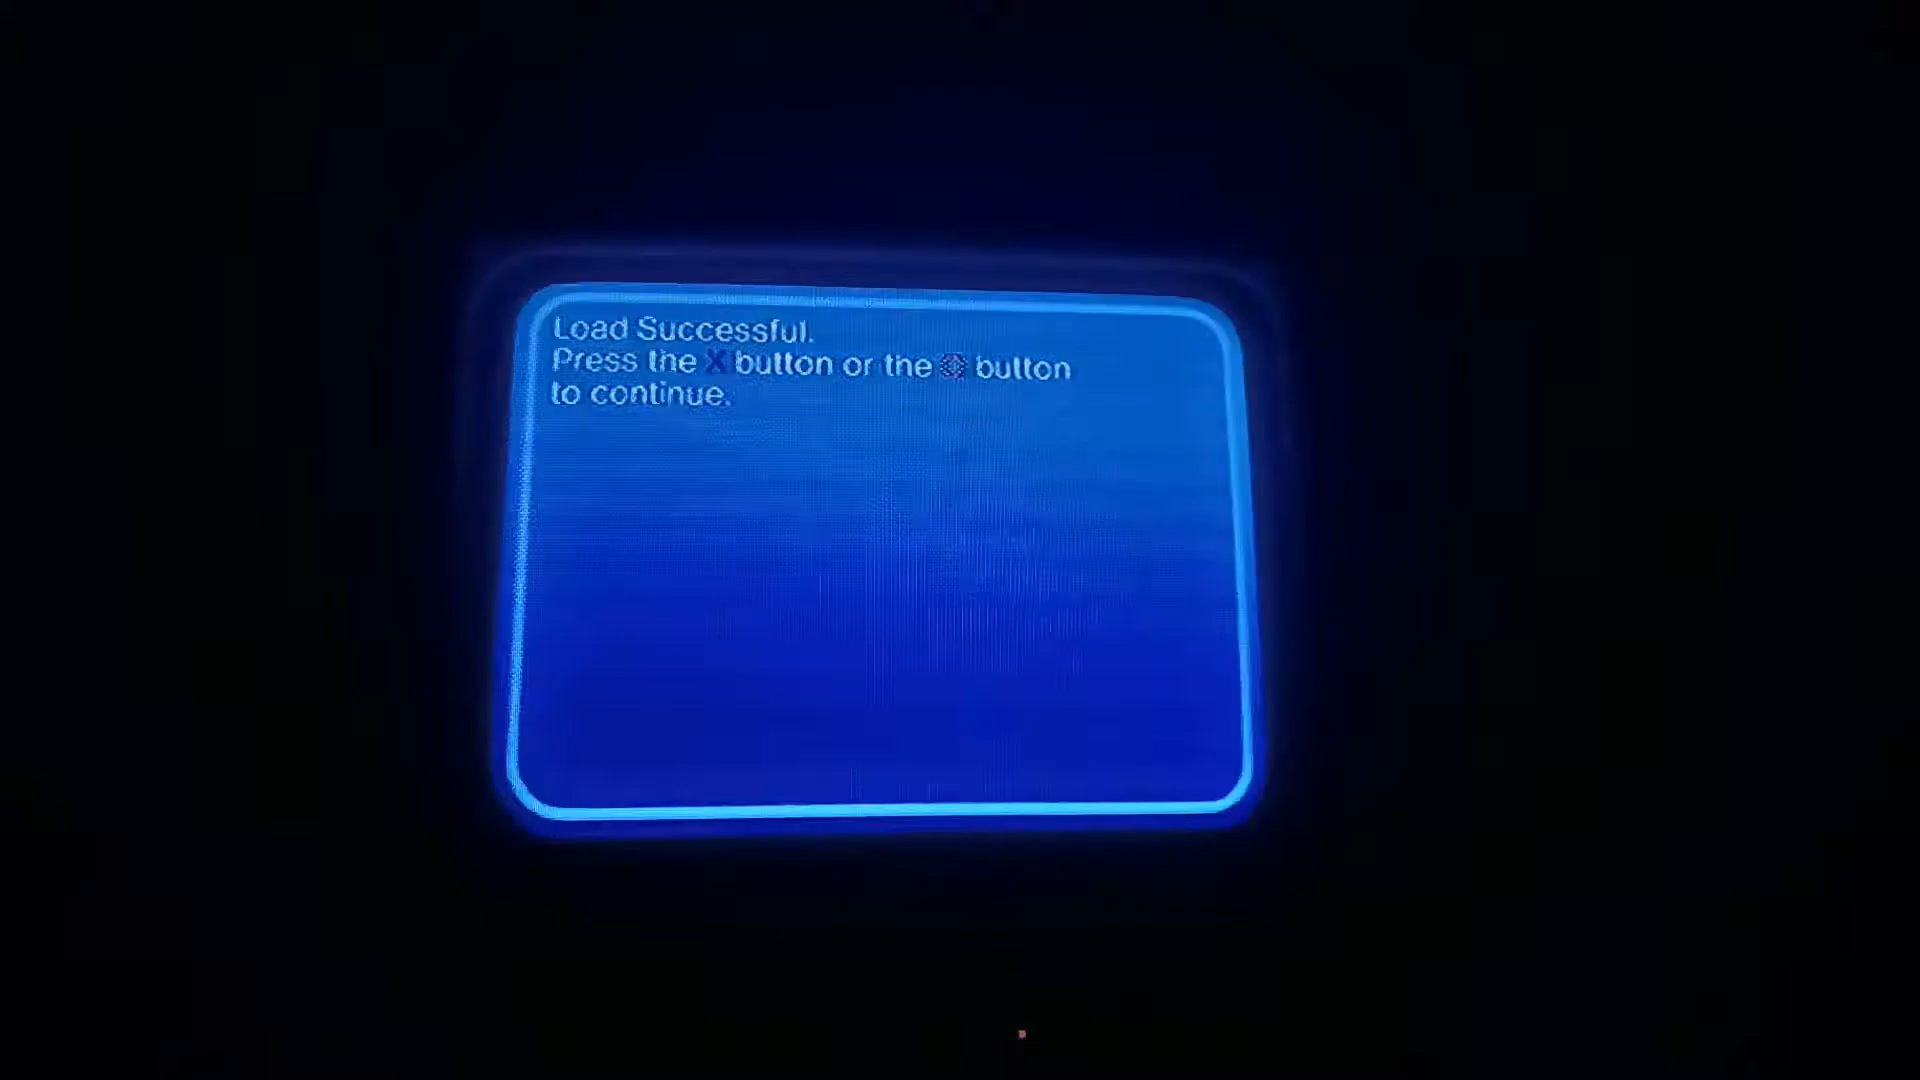 Load Successful.
Press the X button or the button
to continue.